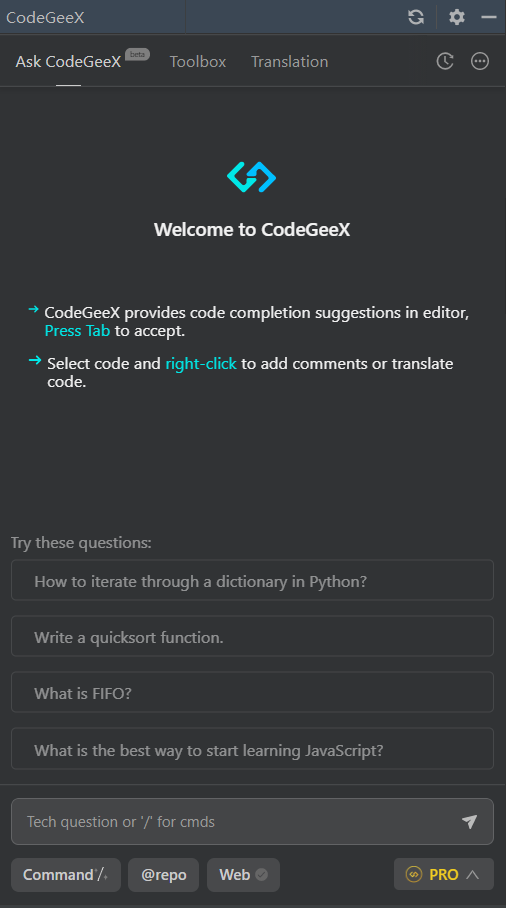 CodeGeeX
Ask CodeGeeX beta Toolbox Translation
Welcome to CodeGeeX
CodeGeeX provides code completion suggestions in editor,
Press Tab to accept.
Select code and right-click to add comments or translate
code.
Try these questions:
How to iterate through a dictionary in Python?
Write a quicksort function.
What is FIFO?
What is the best way to start learning JavaScript?
Tech question or '/' for cmds
Command @repo Web PRO